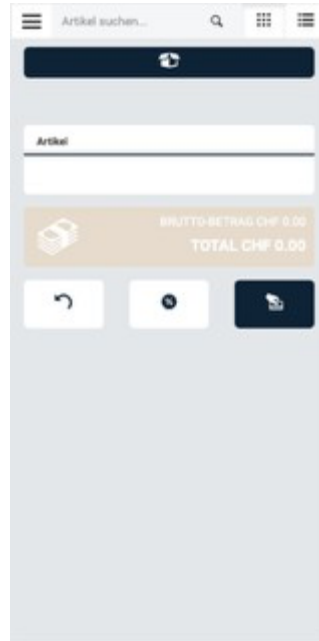 Artikel suchen...
Artikel
BRUTTO-BETRAG CHF 0.00
TOTAL CHF 0.00